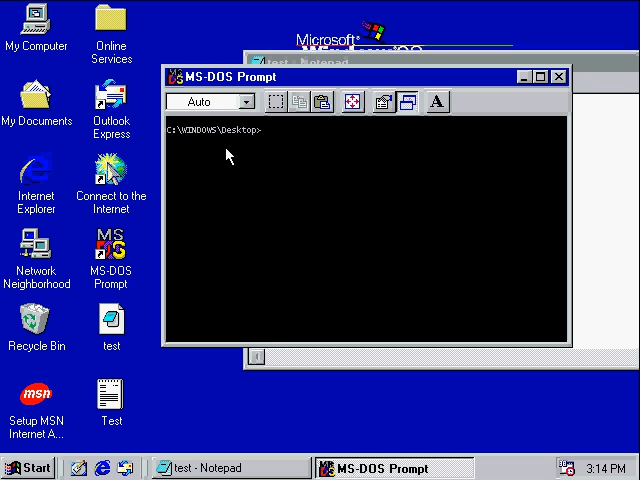 My Computer
Online
Services
My Documents
Outlook
Express
Internet
Explorer
Connect to the
Internet
Network
Neighborhood
MS-DOS
Prompt
Recycle Bin
test
msn
Setup MSN
Internet A...
Test
Microsoft®
test - Notepad
MS-DOS Prompt
Auto
A
C:\WINDOWS\Desktop>
Start
test - Notepad
MS-DOS Prompt
3:14 PM